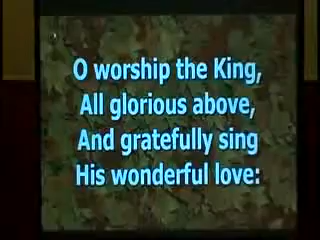 O worship the King,
All glorious above,
And gratefully sing
His wonderful love: